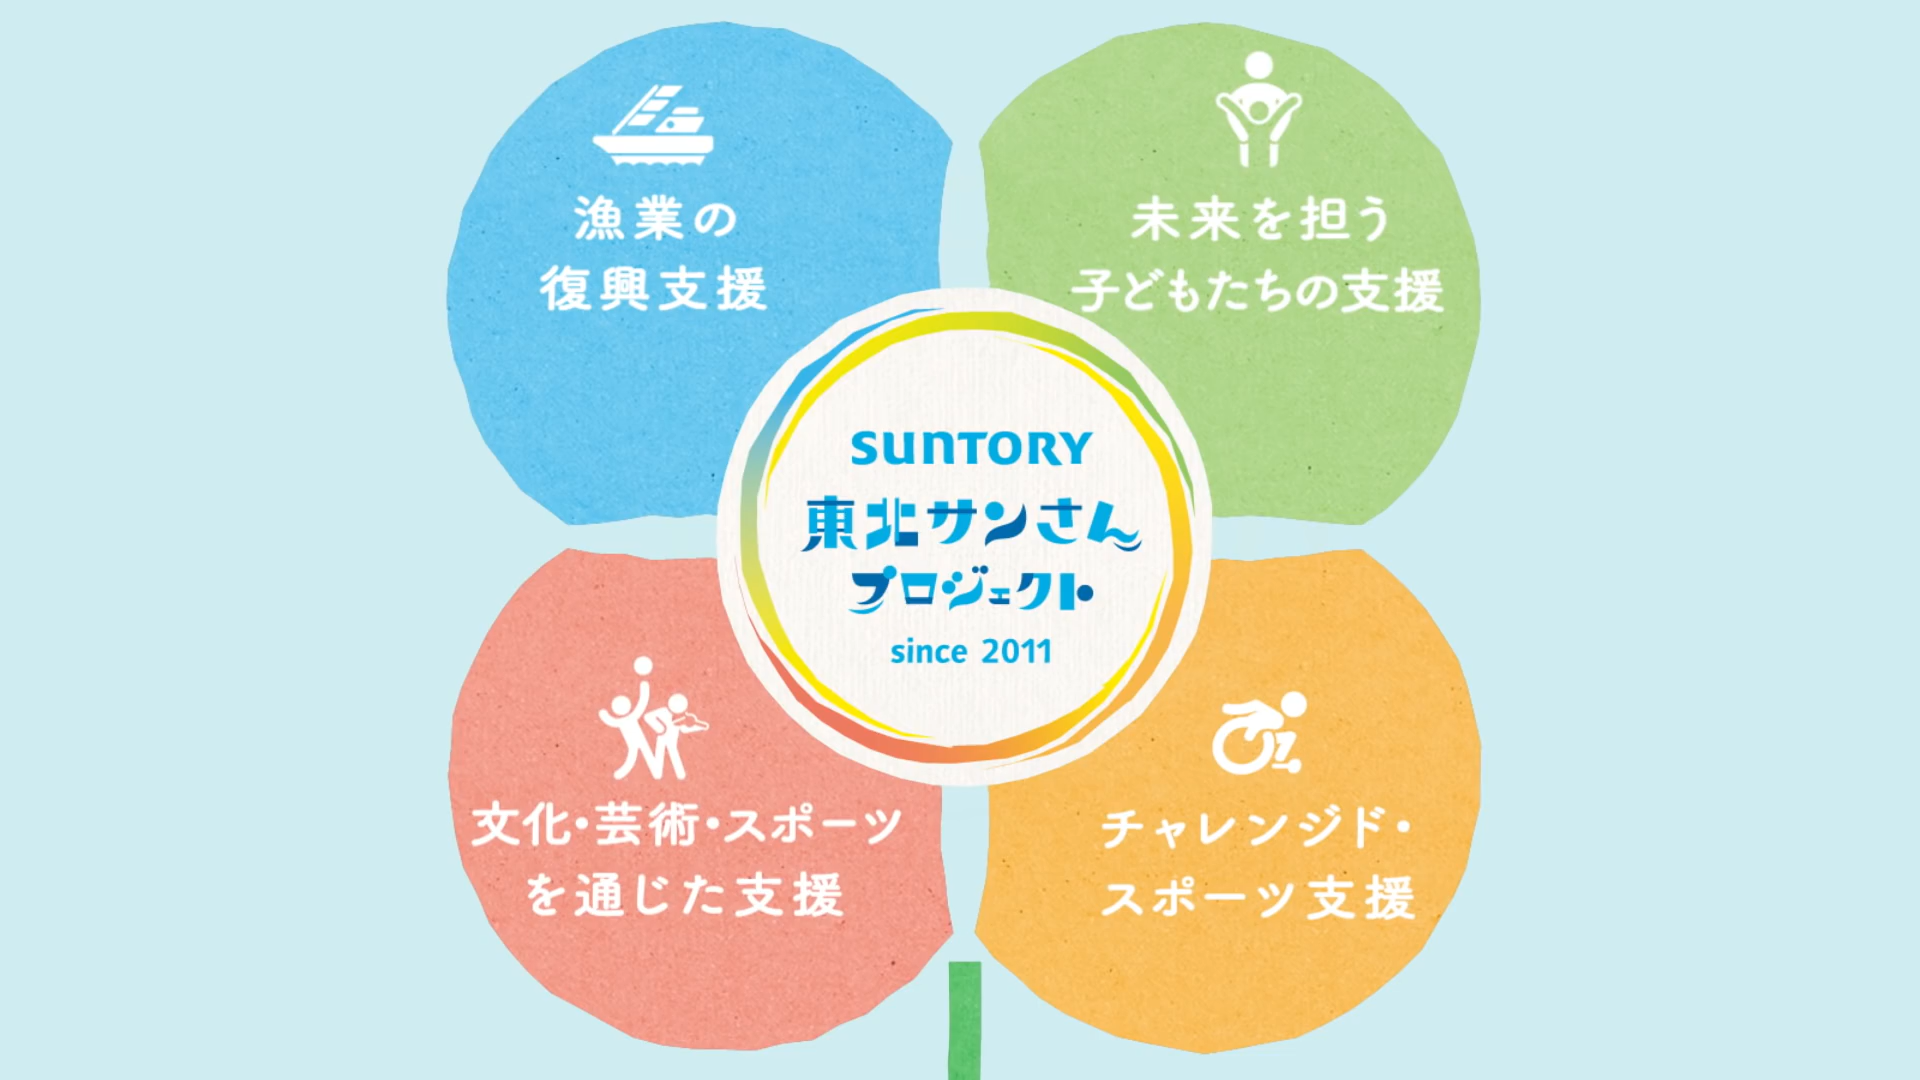 漁業の
復興支援
未来を担う
子どもたちの支援
SUNTORY
東北サンさん
プロジェクト
since 2011
文化・芸術・スポーツ
を通じた支援
チャレンジド・
スポーツ支援